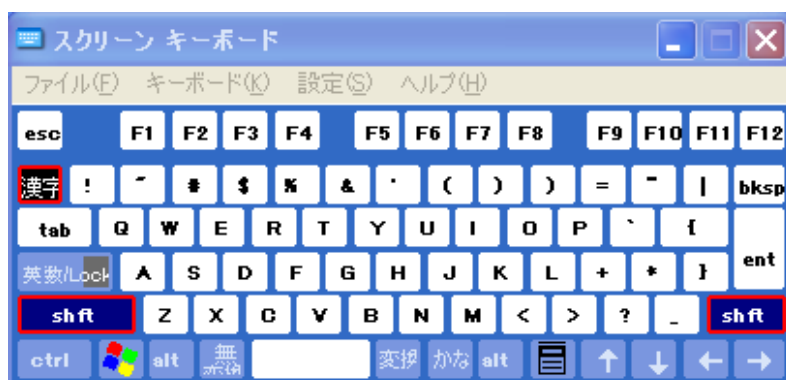 スクリーン キーボード
ファイル(F) キーボード(K) 設定(S) ヘルプ(H)
esc F1 F2 F3 F4 F5 F6 F7 F8 F9 F10 F11 F12
漢字 ! " # $ % & ' ( ) ) = ~ | bksp
tab Q W E R T Y U I O P ` {
英数/Lock A S D F G H J K L + * } ent
shft Z X C V B N M < > ? _ shft
ctrl alt 無変換 変換 かな alt ↑ ↓ ← →